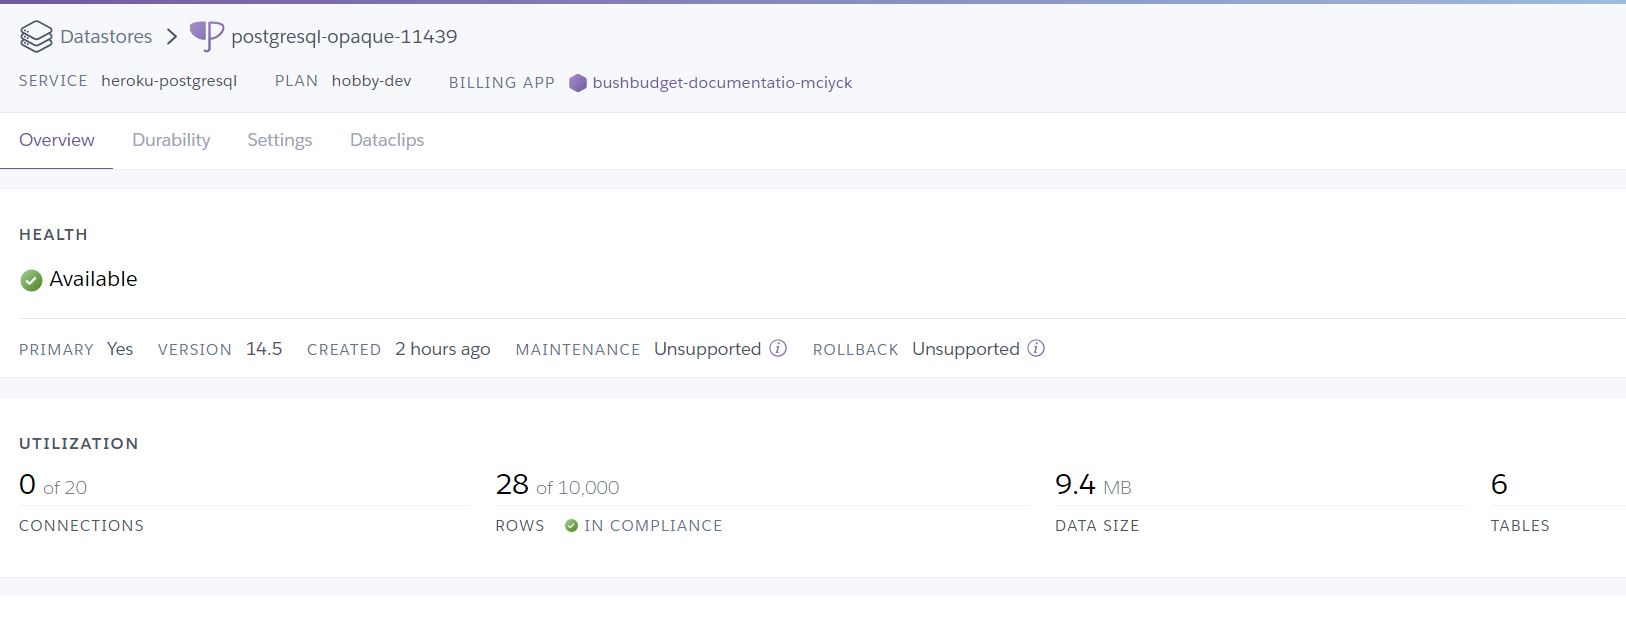 Datastores > postgresql-opaque-11439
SERVICE heroku-postgresql PLAN hobby-dev BILLING APP bushbudget-documentatio-mciyck
Overview Durability Settings Dataclips
HEALTH
Available
PRIMARY Yes VERSION 14.5 CREATED 2 hours ago MAINTENANCE Unsupported ROLLBACK Unsupported
UTILIZATION
0 of 20 28 of 10,000 9.4 MB 6
CONNECTIONS ROWS IN COMPLIANCE DATA SIZE TABLES